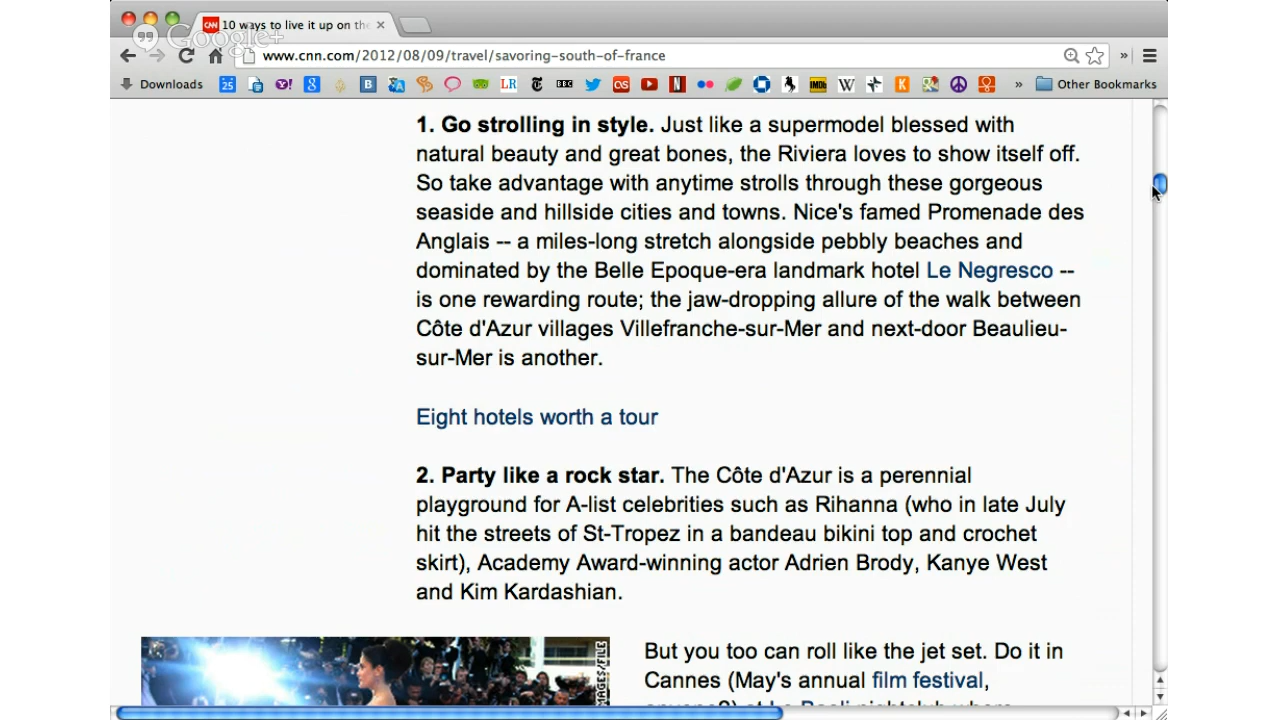 10 ways to live it up on the
Google+
www.cnn.com/2012/08/09/travel/savoring-south-of-france
Downloads
Other Bookmarks
1. Go strolling in style. Just like a supermodel blessed with
natural beauty and great bones, the Riviera loves to show itself off.
So take advantage with anytime strolls through these gorgeous
seaside and hillside cities and towns. Nice's famed Promenade des
Anglais -- a miles-long stretch alongside pebbly beaches and
dominated by the Belle Epoque-era landmark hotel Le Negresco --
is one rewarding route; the jaw-dropping allure of the walk between
Côte d'Azur villages Villefranche-sur-Mer and next-door Beaulieu-
sur-Mer is another.
Eight hotels worth a tour
2. Party like a rock star. The Côte d'Azur is a perennial
playground for A-list celebrities such as Rihanna (who in late July
hit the streets of St-Tropez in a bandeau bikini top and crochet
skirt), Academy Award-winning actor Adrien Brody, Kanye West
and Kim Kardashian.
But you too can roll like the jet set. Do it in
Cannes (May's annual film festival,